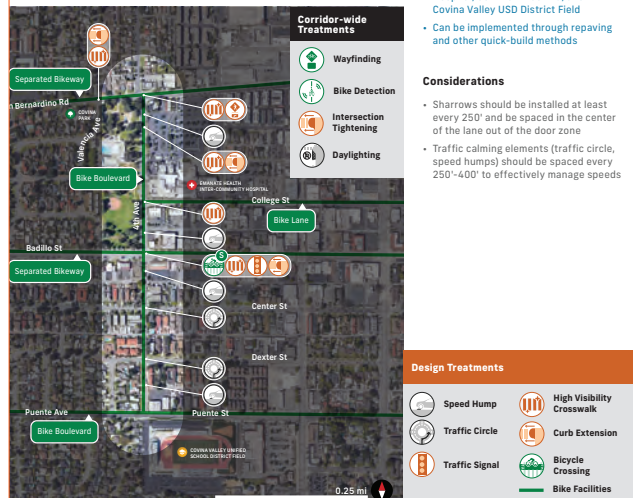 Covina Valley USD District Field
• Can be implemented through repaving
and other quick-build methods
Considerations
• Sharrows should be installed at least
every 250' and be spaced in the center
of the lane out of the door zone
• Traffic calming elements (traffic circle,
speed humps) should be spaced every
250'-400' to effectively manage speeds
Corridor-wide
Treatments
Wayfinding
Bike Detection
Intersection
Tightening
Daylighting
Separated Bikeway
n Bernardino Rd
COVINA
PARK
Valencia Ave
Bike Boulevard
4th Ave
EMANATE HEALTH
INTER-COMMUNITY HOSPITAL
College St
Bike Lane
Badillo St
Separated Bikeway
S
Center St
Dexter St
Puente Ave
Puente St
Bike Boulevard
COVINA VALLEY UNIFIED
SCHOOL DISTRICT FIELD
0.25 mi
Design Treatments
Speed Hump
High Visibility
Crosswalk
Traffic Circle
Curb Extension
Traffic Signal
Bicycle
Crossing
Bike Facilities